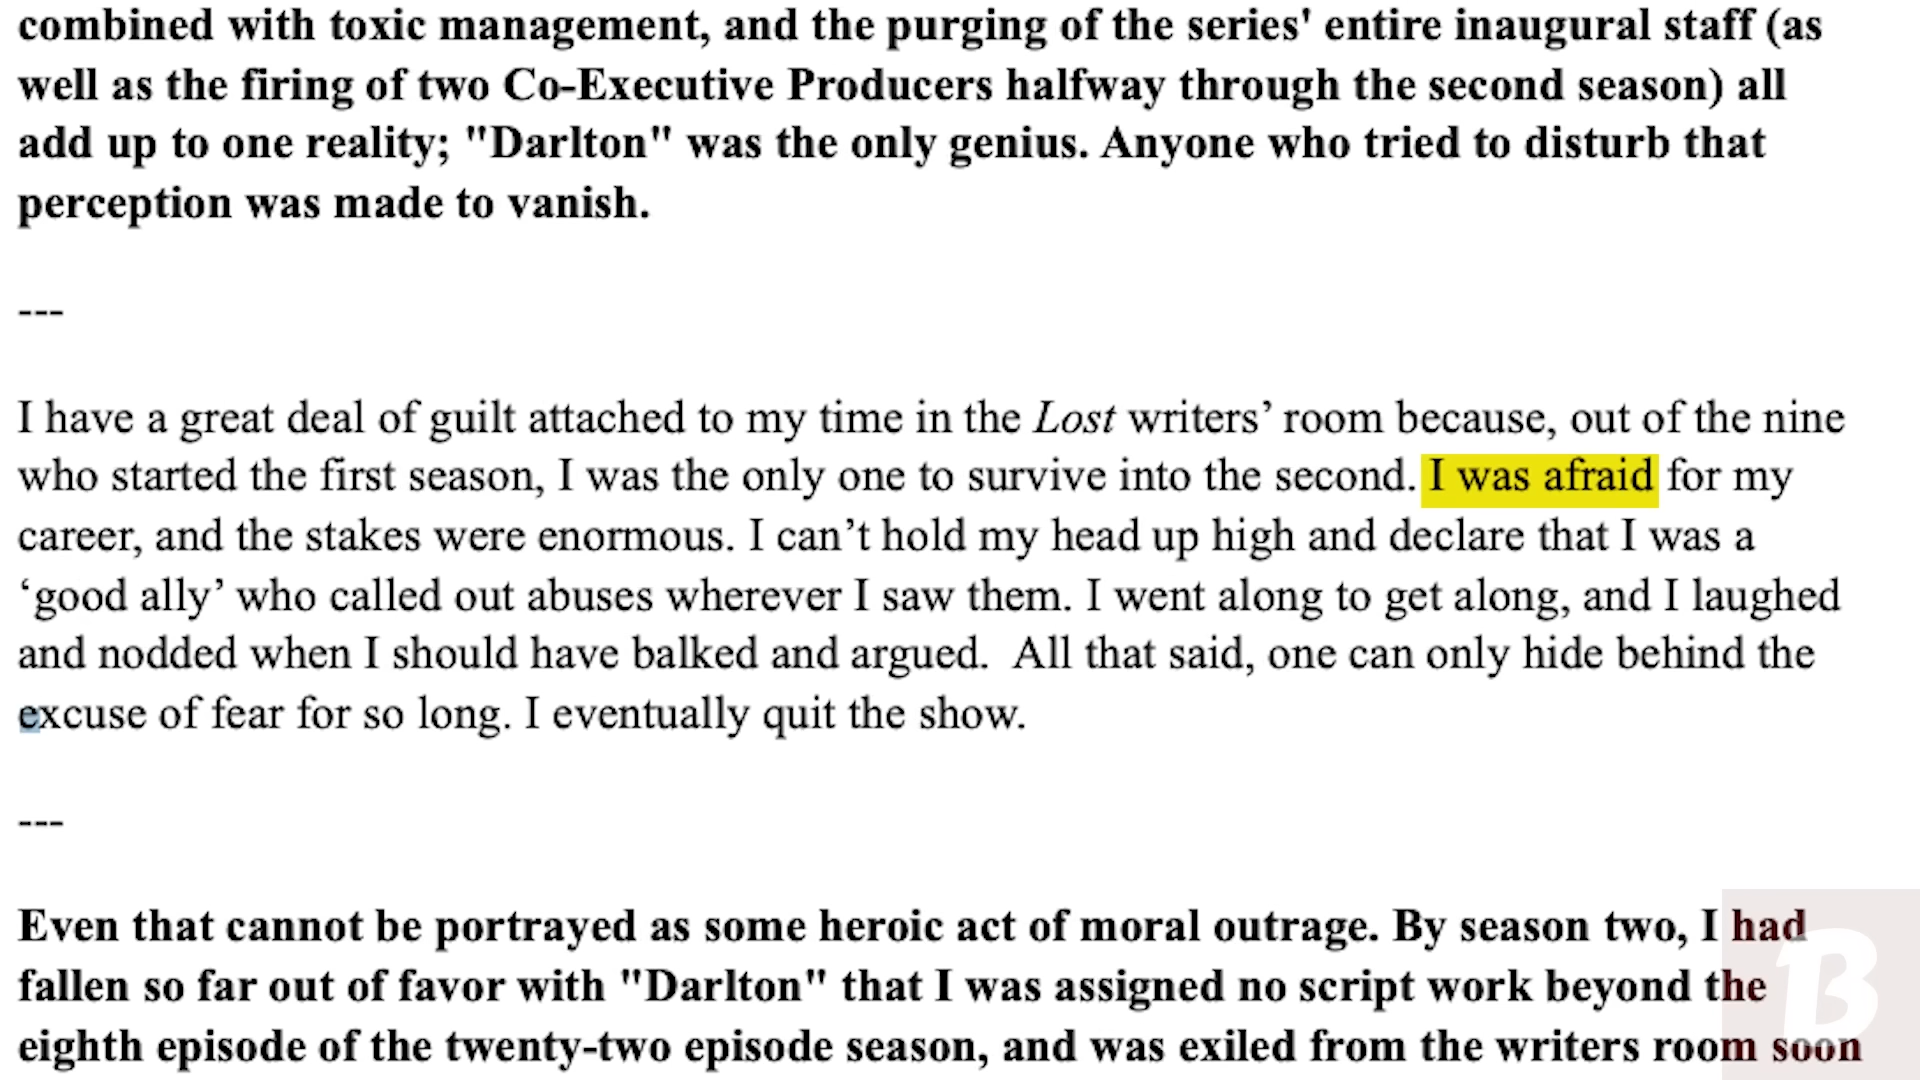 combined with toxic management, and the purging of the series' entire inaugural staff (as
well as the firing of two Co-Executive Producers halfway through the second season) all
add up to one reality; "Darlton" was the only genius. Anyone who tried to disturb that
perception was made to vanish.
---
I have a great deal of guilt attached to my time in the Lost writers’ room because, out of the nine
who started the first season, I was the only one to survive into the second. I was afraid for my
career, and the stakes were enormous. I can’t hold my head up high and declare that I was a
‘good ally’ who called out abuses wherever I saw them. I went along to get along, and I laughed
and nodded when I should have balked and argued.  All that said, one can only hide behind the
excuse of fear for so long. I eventually quit the show.
---
Even that cannot be portrayed as some heroic act of moral outrage. By season two, I had
fallen so far out of favor with "Darlton" that I was assigned no script work beyond the
eighth episode of the twenty-two episode season, and was exiled from the writers room soon
B